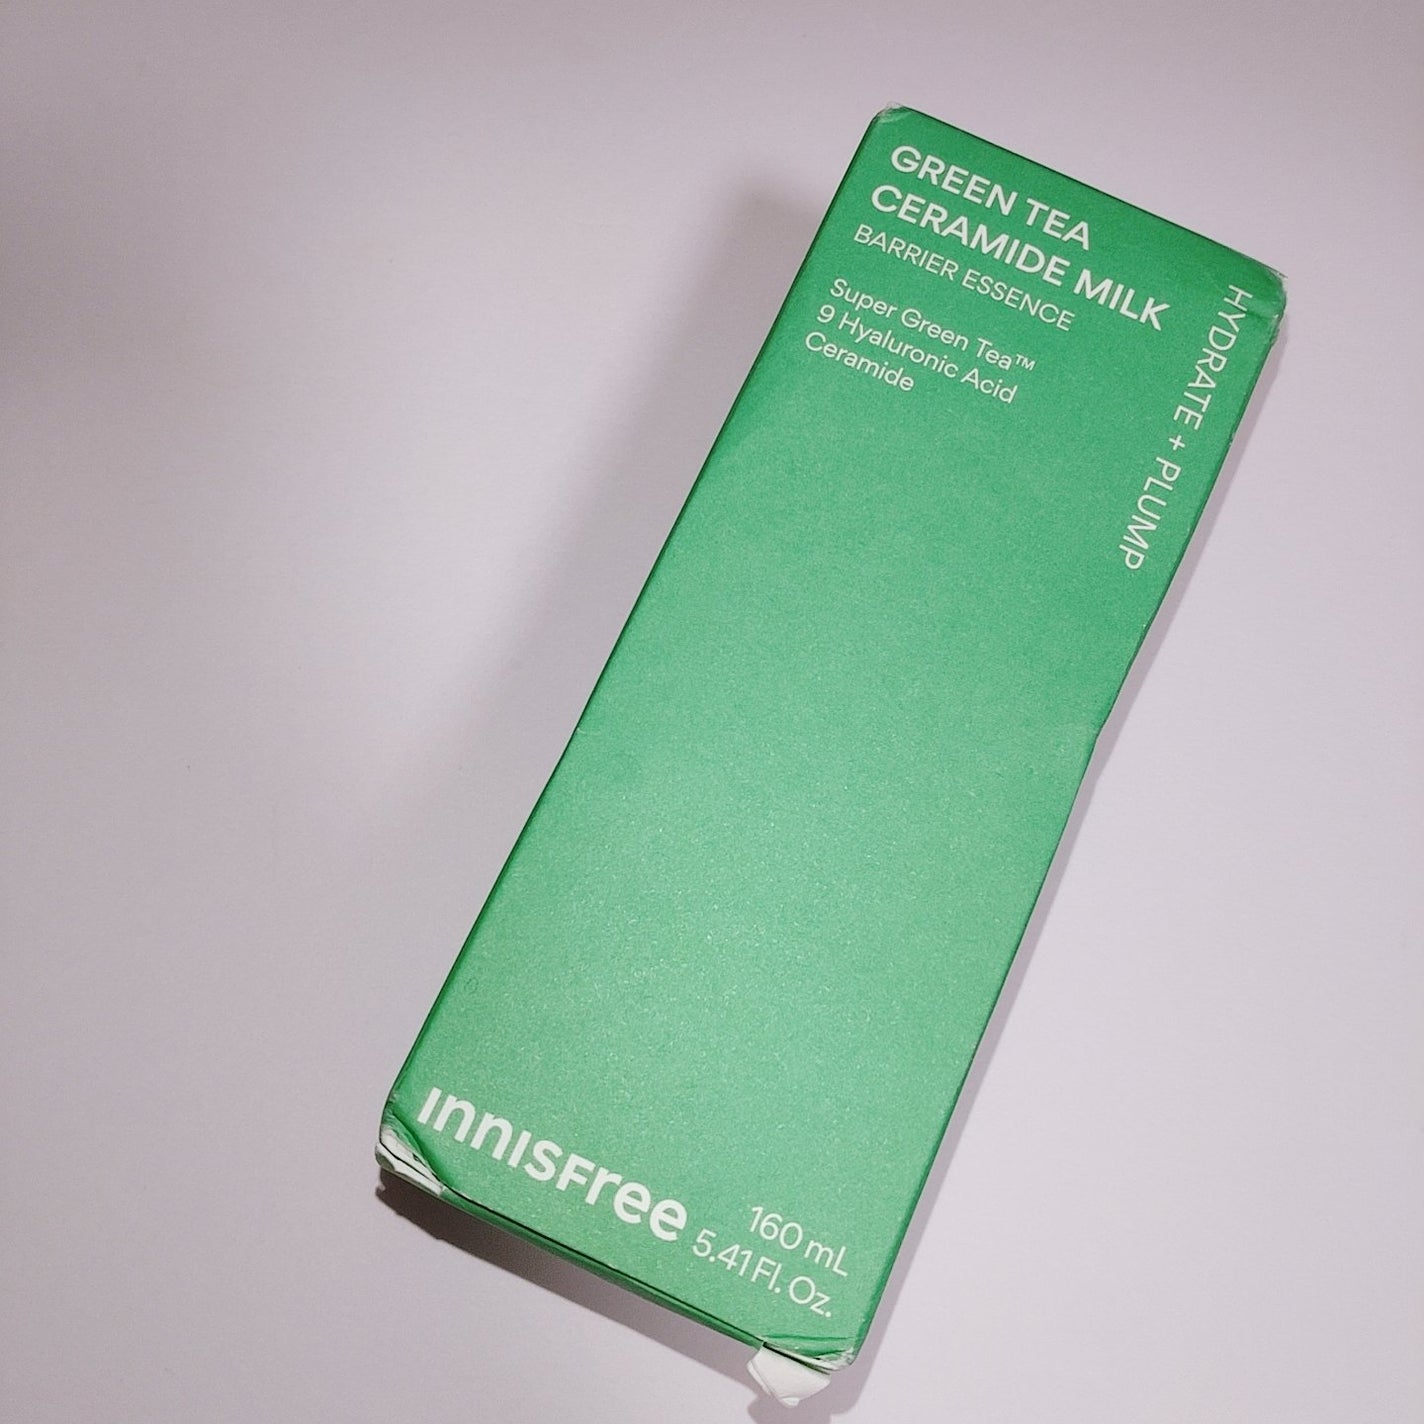 GREEN TEA
CERAMIDE MILK
BARRIER ESSENCE
Super Green Tea™
9 Hyaluronic Acid
Ceramide
HYDRATE + PLUMP
INNISFree
160 mL
5.41 Fl. Oz.